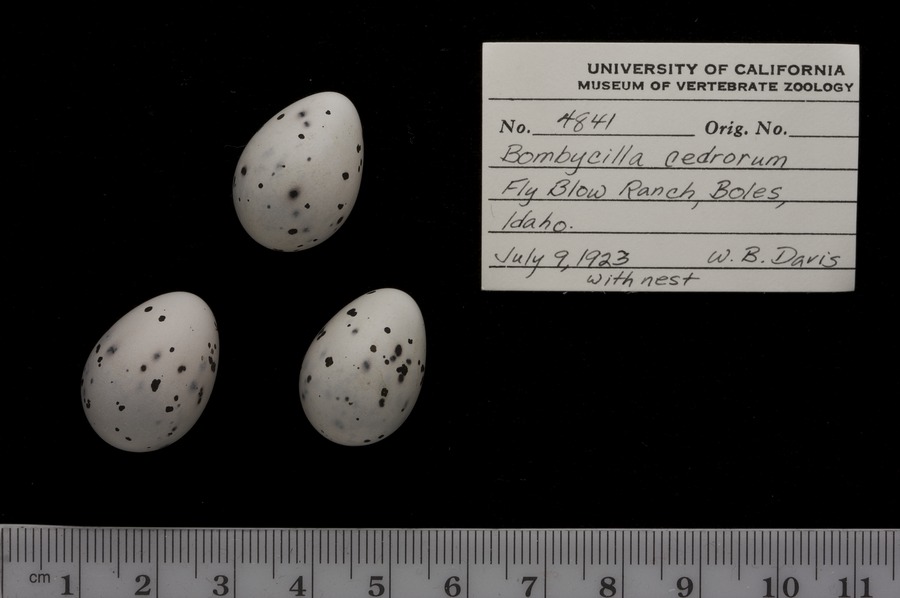 UNIVERSITY OF CALIFORNIA
MUSEUM OF VERTEBRATE ZOOLOGY
No. 4841 Orig. No.
Bombycilla cedrorum
Fly Blow Ranch, Boles,
Idaho.
July 9, 1923 W. B. Davis
with nest
cm 1 2 3 4 5 6 7 8 9 10 11